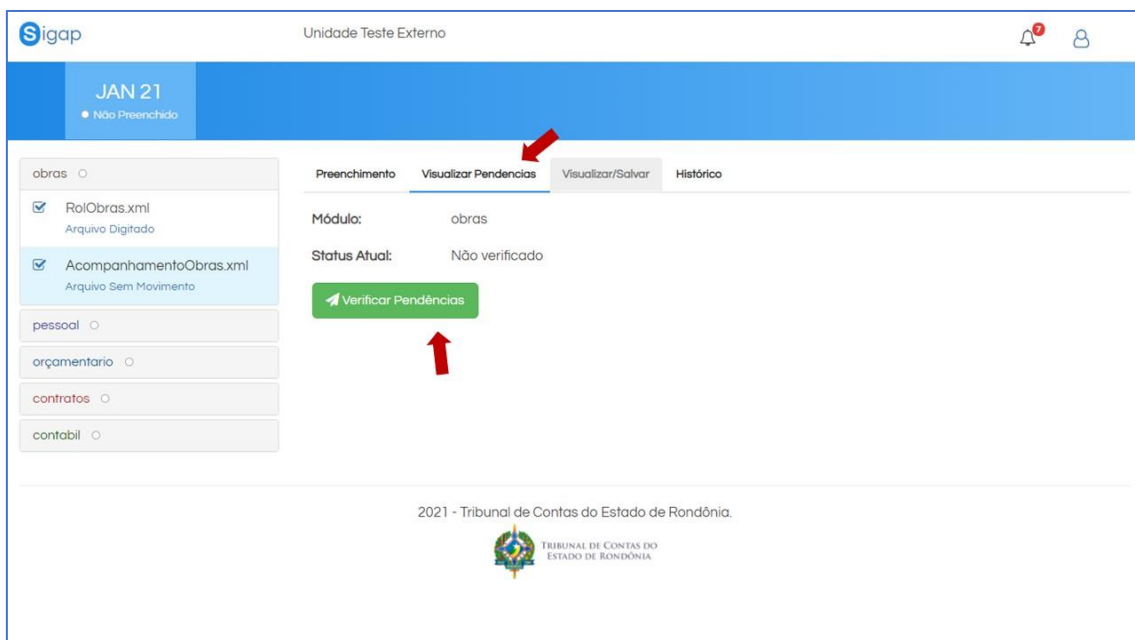 Sigap
Unidade Teste Externo
7
JAN 21
Não Preenchido
obras
RolObras.xml
Arquivo Digitado
AcompanhamentoObras.xml
Arquivo Sem Movimento
pessoal
orçamentario
contratos
contabil
Preenchimento Visualizar Pendencias Visualizar/Salvar Histórico
Módulo: obras
Status Atual: Não verificado
Verificar Pendências
2021 - Tribunal de Contas do Estado de Rondônia.
TRIBUNAL DE CONTAS DO
ESTADO DE RONDÔNIA